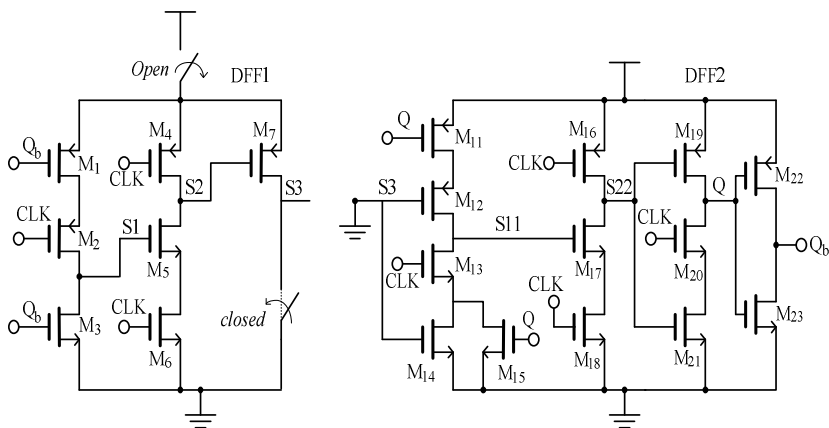 Open
DFF1
DFF2
Qb
M1
M4
M7
CLK
S2
S3
CLK
M2
S1
M5
Qb
M3
CLK
M6
closed
Q
M11
M16
M19
CLK
S3
M12
S22
Q
M22
S11
M13
CLK
M17
CLK
M20
Qb
CLK
Q
M14
M15
M18
M21
M23